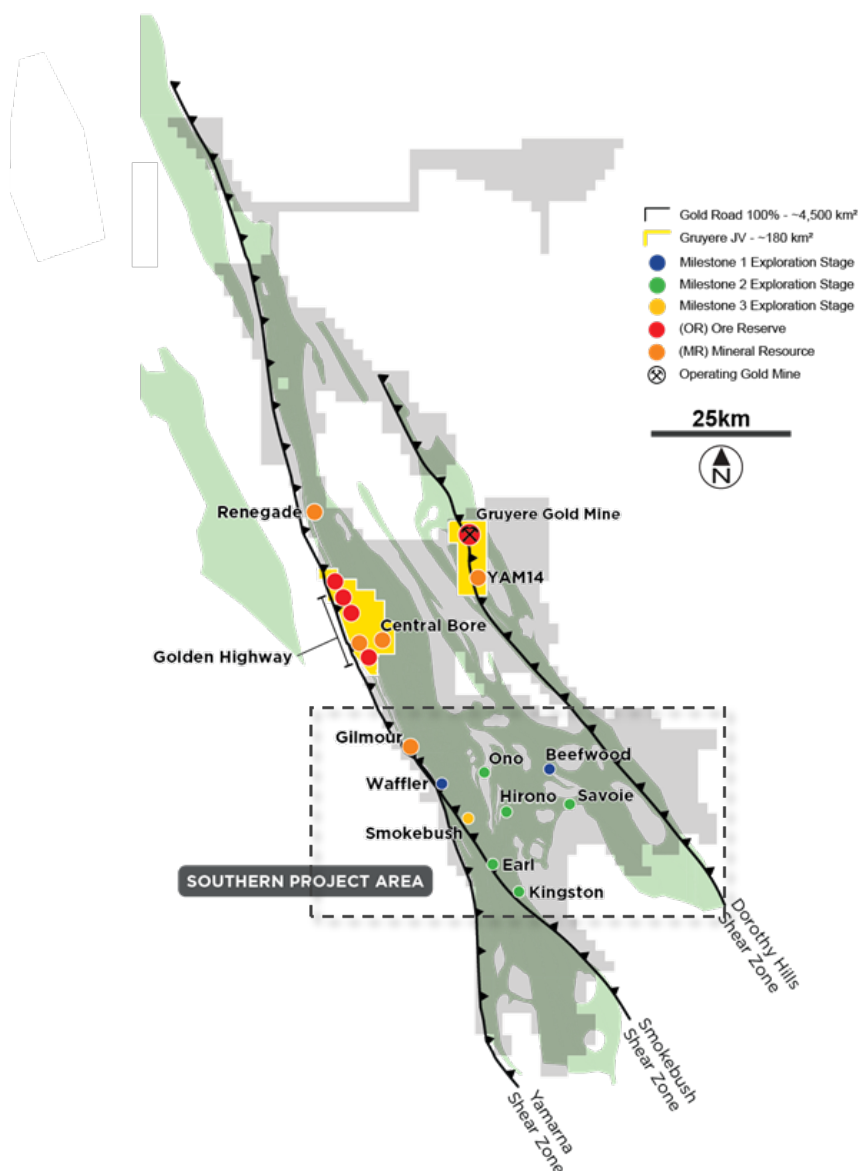 Gold Road 100% - ~4,500 km²
Gruyere JV - ~180 km²
Milestone 1 Exploration Stage
Milestone 2 Exploration Stage
Milestone 3 Exploration Stage
(OR) Ore Reserve
(MR) Mineral Resource
Operating Gold Mine
25km
N
Renegade
Gruyere Gold Mine
YAM14
Central Bore
Golden Highway
Gilmour
Ono
Beefwood
Waffler
Hirono
Savoie
Smokebush
Earl
SOUTHERN PROJECT AREA
Kingston
Dorothy Hills
Shear Zone
Smokebush
Shear Zone
Yamarna
Shear Zone